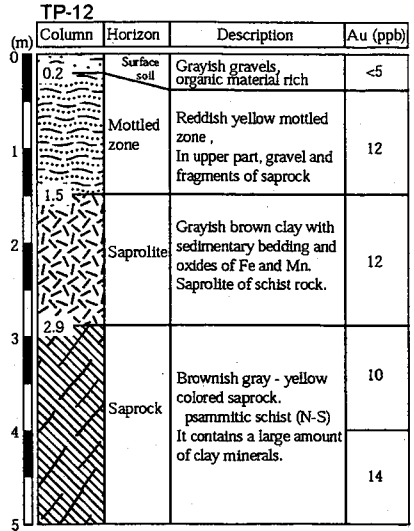 TP-12
(m) Column Horizon Description Au (ppb)
0
0.2
Surface
soil
Grayish gravels,
organic material rich
<5
Mottled
zone
Reddish yellow mottled
zone ,
In upper part, gravel and
fragments of saprock
12
1
1.5
Saprolite
Grayish brown clay with
sedimentary bedding and
oxides of Fe and Mn.
Saprolite of schist rock.
12
2
2.9
3
Saprock
Brownish gray - yellow
colored saprock.
psammitic schist (N-S)
It contains a large amount
of clay minerals.
10
4
14
5